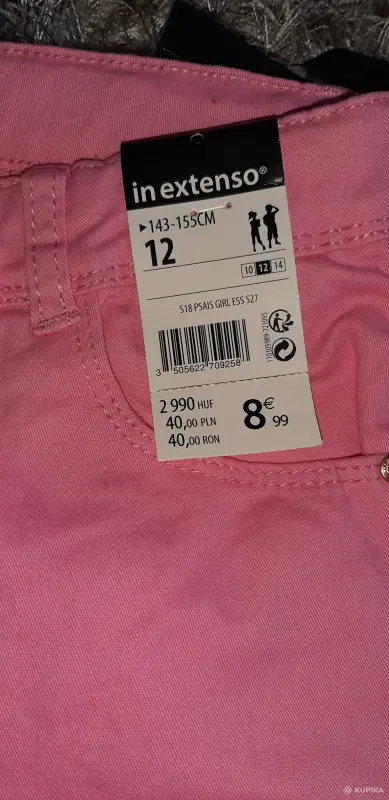 in extenso®
▶143-155CM
12
10 12 14
S18 PSAIS GIRL ESS S27
3 505622 709258
2 990 HUF
40,00 PLN
40,00 RON
8€99
KUPIKA